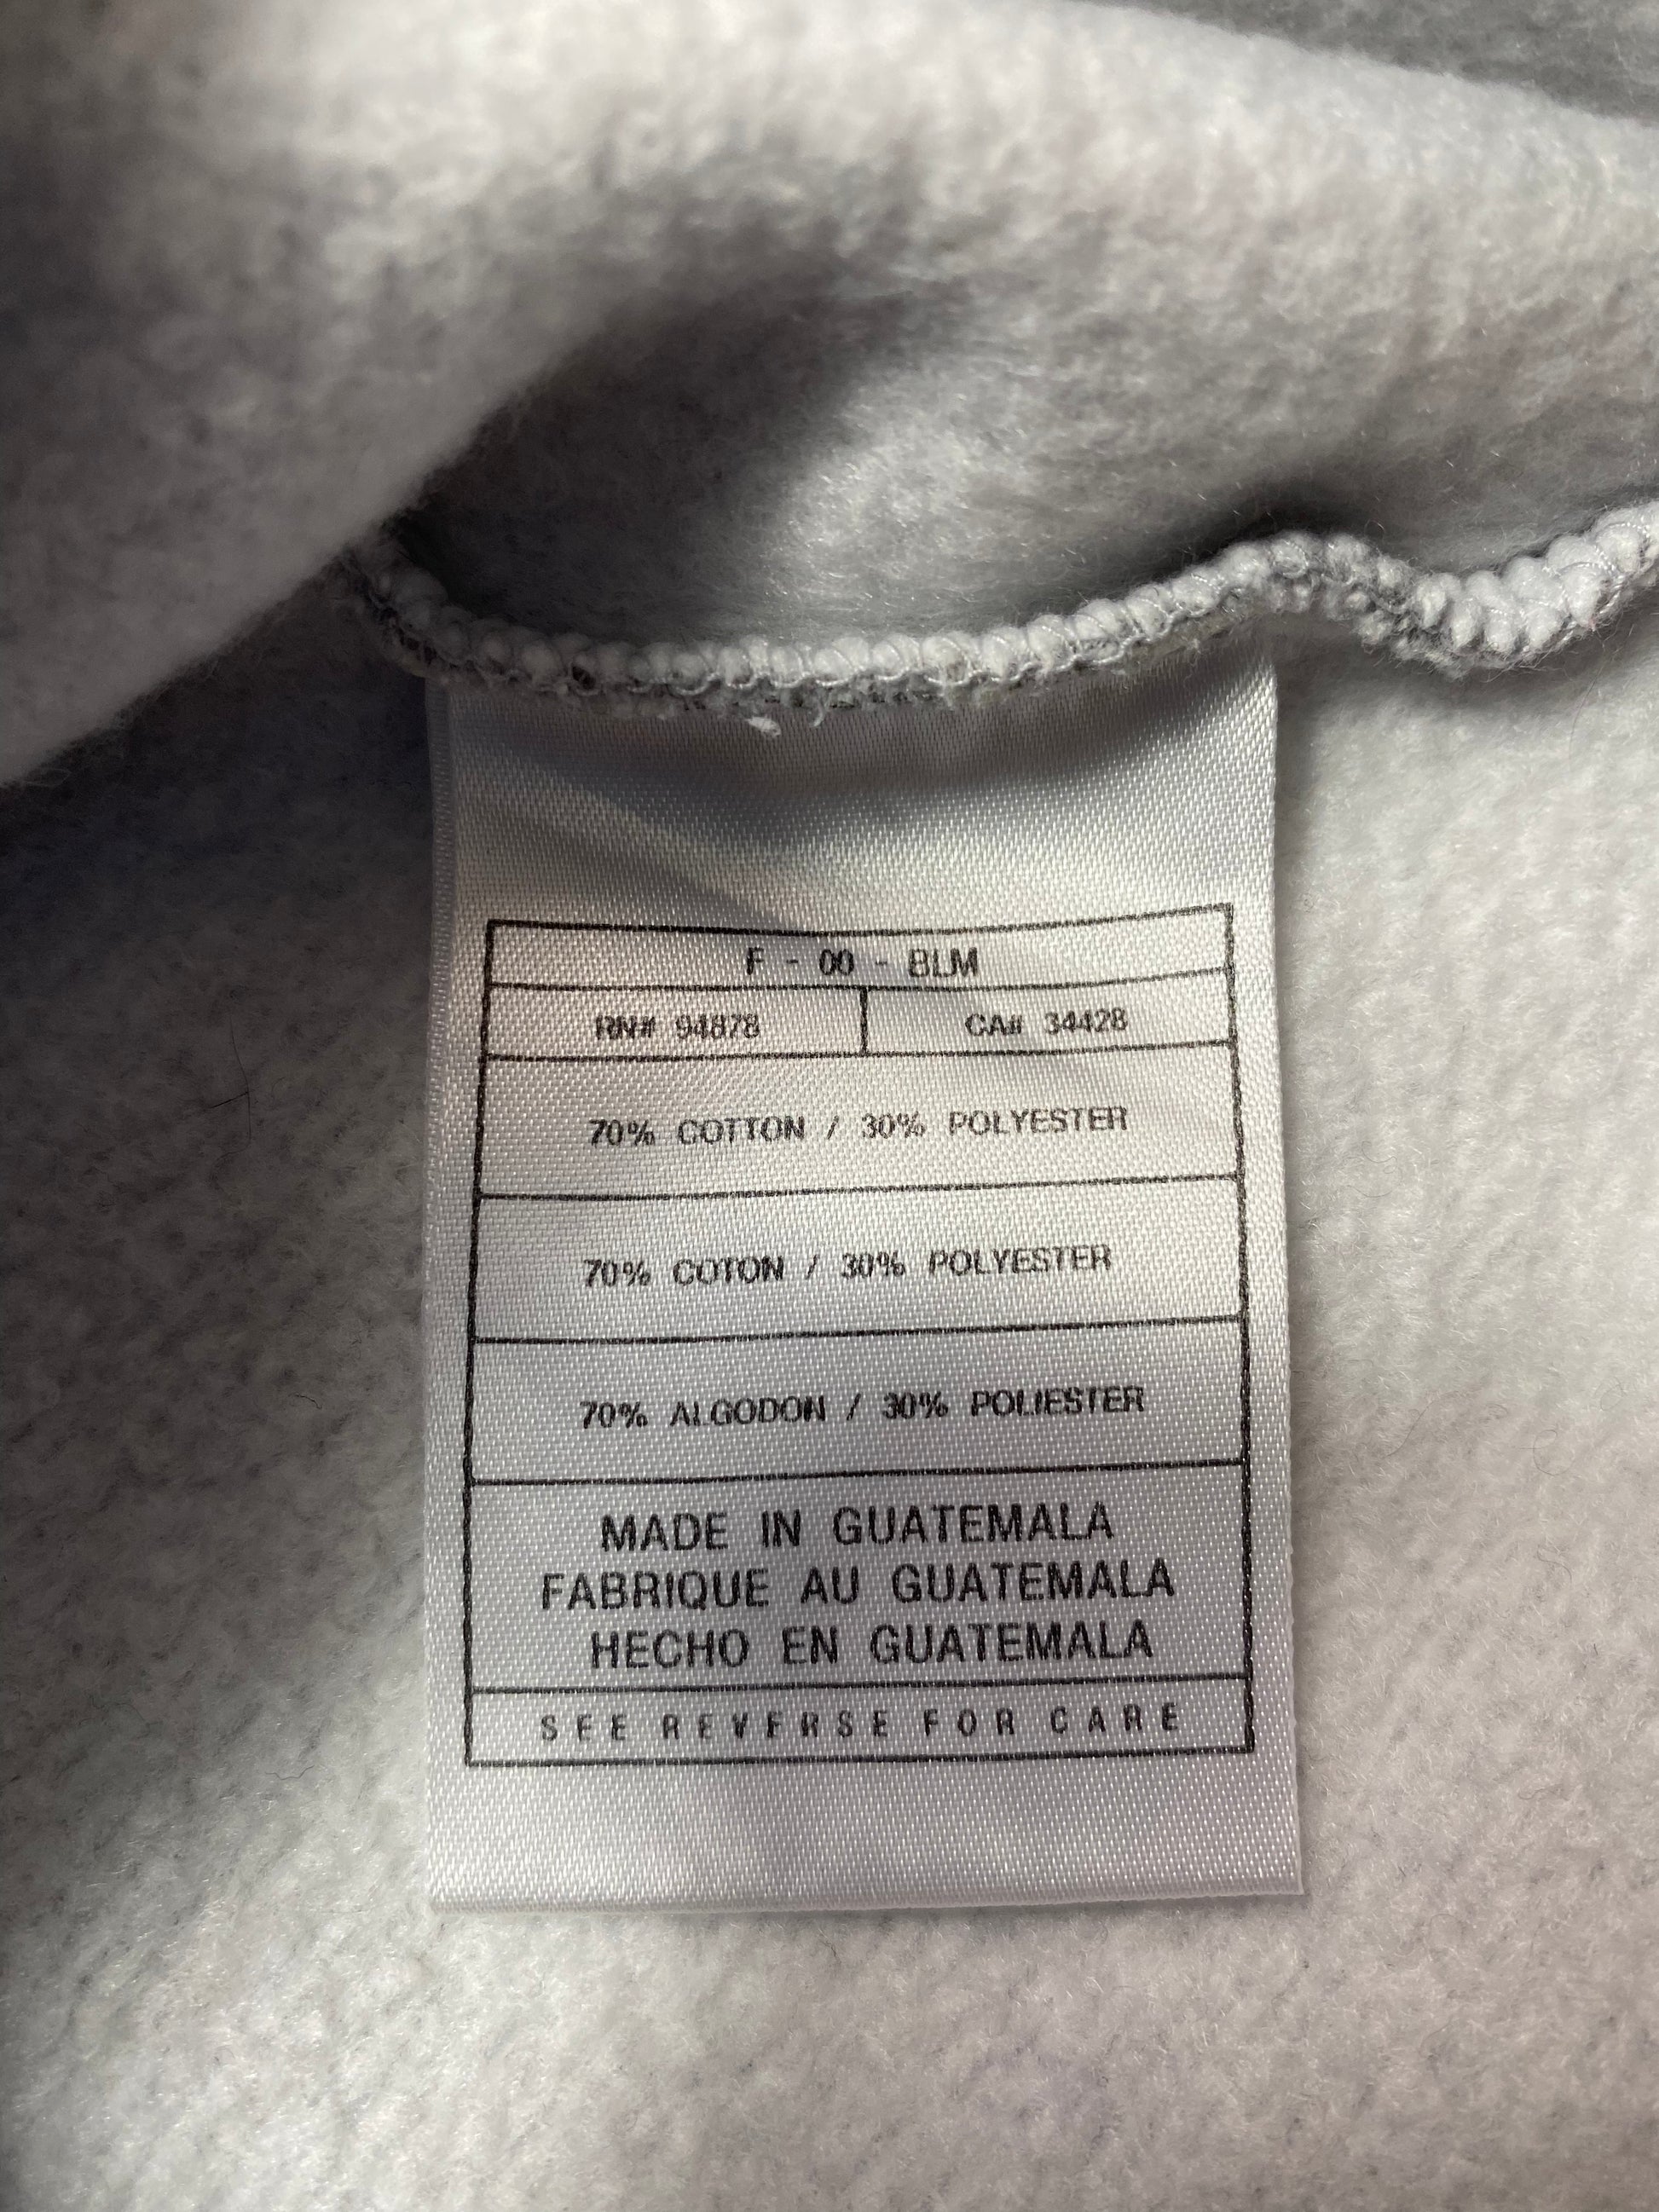 F - 00 - BLM
RN# 94878 CA# 34428
70% COTTON / 30% POLYESTER
70% COTON / 30% POLYESTER
70% ALGODON / 30% POLIESTER
MADE IN GUATEMALA
FABRIQUE AU GUATEMALA
HECHO EN GUATEMALA
SEE REVERSE FOR CARE